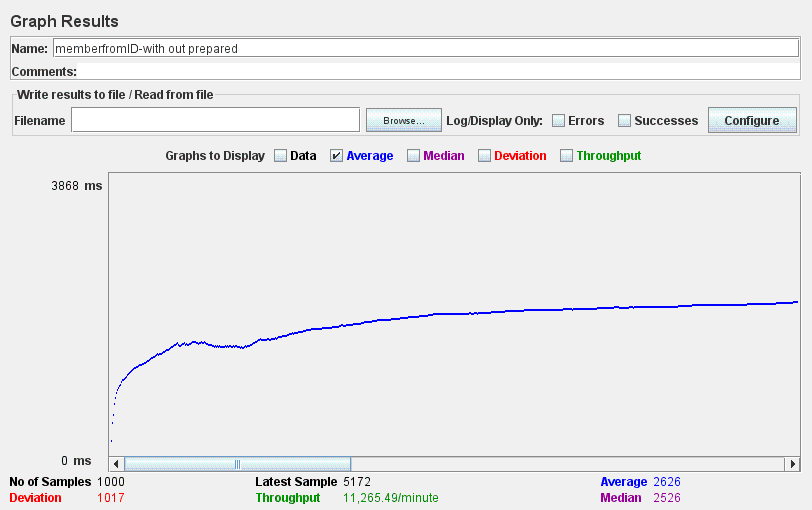 Graph Results
Name: memberfromID-with out prepared
Comments:
Write results to file / Read from file
Filename Browse... Log/Display Only: Errors Successes Configure
Graphs to Display Data Average Median Deviation Throughput
3868 ms
0 ms
No of Samples 1000 Latest Sample 5172 Average 2626
Deviation 1017 Throughput 11,265.49/minute Median 2526